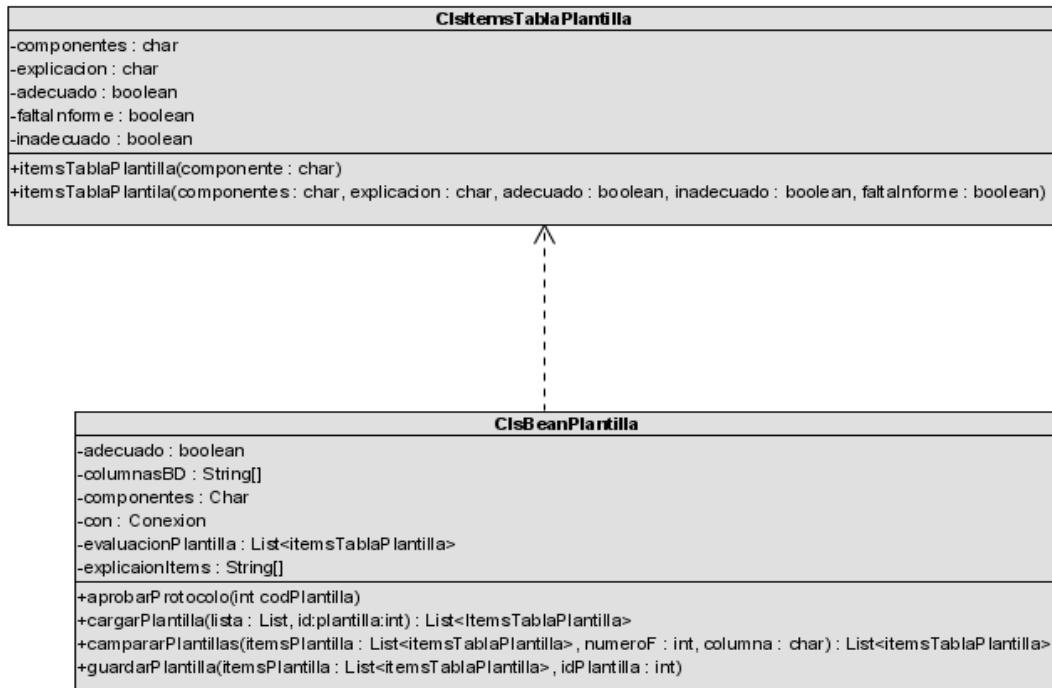 ClsItemsTablaPlantilla
-componentes : char
-explicacion : char
-adecuado : boolean
-faltaInforme : boolean
-inadecuado : boolean
+itemsTablaPlantilla(componente : char)
+itemsTablaPlantila(componentes : char, explicacion : char, adecuado : boolean, inadecuado : boolean, faltaInforme : boolean)
ClsBeanPlantilla
-adecuado : boolean
-columnasBD : String[]
-componentes : Char
-con : Conexion
-evaluacionPlantilla : List<itemsTablaPlantilla>
-explicaionItems : String[]
+aprobarProtocolo(int codPlantilla)
+cargarPlantilla(lista : List, id:plantilla:int) : List<ItemsTablaPlantilla>
+campararPlantillas(itemsPlantilla : List<itemsTablaPlantilla>, numeroF : int, columna : char) : List<itemsTablaPlantilla>
+guardarPlantilla(itemsPlantilla : List<itemsTablaPlantilla>, idPlantilla : int)